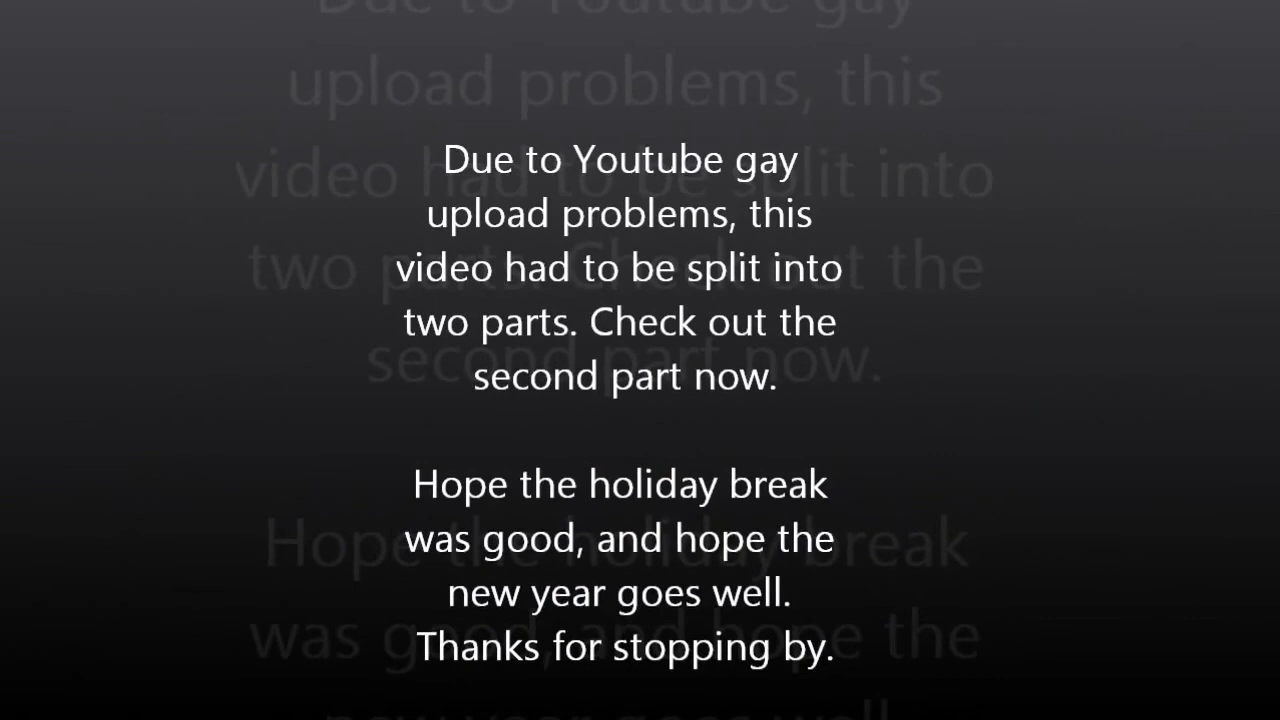 Due to Youtube gay
upload problems, this
video had to be split into
two parts. Check out the
second part now.
Hope the holiday break
was good, and hope the
new year goes well.
Thanks for stopping by.